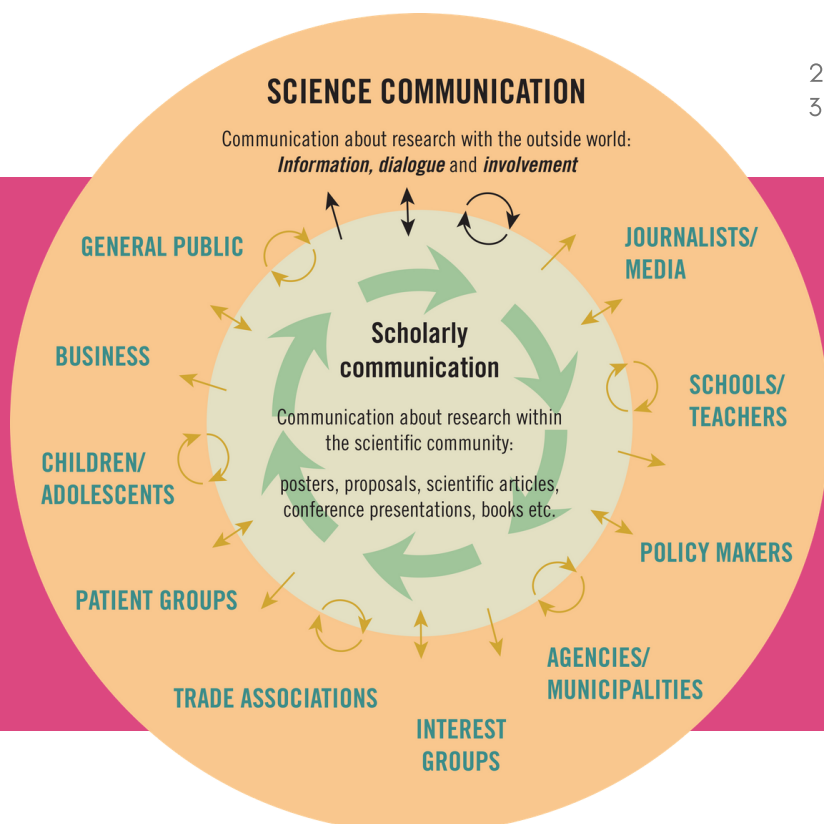 SCIENCE COMMUNICATION
Communication about research with the outside world:
Information, dialogue and involvement
2
3
GENERAL PUBLIC
JOURNALISTS/
MEDIA
BUSINESS
SCHOOLS/
TEACHERS
CHILDREN/
ADOLESCENTS
Scholarly
communication
Communication about research within
the scientific community:
posters, proposals, scientific articles,
conference presentations, books etc.
POLICY MAKERS
PATIENT GROUPS
AGENCIES/
MUNICIPALITIES
TRADE ASSOCIATIONS
INTEREST
GROUPS